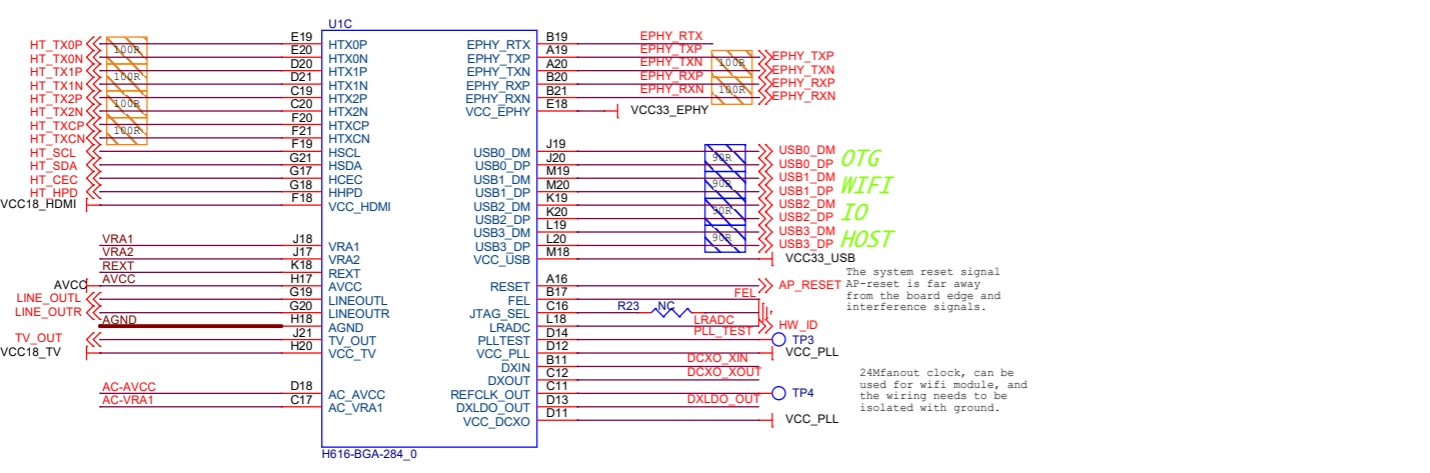 U1C
HT_TX0P 100R E19 HTX0P EPHY_RTX B19 EPHY_RTX
HT_TX0N E20 HTX0N EPHY_TXP A19 EPHY_TXP 100R EPHY_TXP
HT_TX1P 100R D20 HTX1P EPHY_TXN A20 EPHY_TXN EPHY_TXN
HT_TX1N D21 HTX1N EPHY_RXP B20 EPHY_RXP 100R EPHY_RXP
HT_TX2P 100R C19 HTX2P EPHY_RXN B21 EPHY_RXN EPHY_RXN
HT_TX2N C20 HTX2N VCC_EPHY E18 VCC33_EPHY
HT_TXCP 100R F20 HTXCP
HT_TXCN F21 HTXCN
HT_SCL F19 HSCL USB0_DM J19 90R USB0_DM OTG
HT_SDA G21 HSDA USB0_DP J20 USB0_DP
HT_CEC G17 HCEC USB1_DM M19 90R USB1_DM WIFI
HT_HPD G18 HHPD USB1_DP M20 USB1_DP
VCC18_HDMI F18 VCC_HDMI USB2_DM K19 90R USB2_DM IO
USB2_DP K20 USB2_DP
USB3_DM L19 90R USB3_DM HOST
VRA1 J18 VRA1 USB3_DP L20 USB3_DP
VRA2 J17 VRA2 VCC_USB M18 VCC33_USB
REXT K18 REXT
AVCC AVCC H17 AVCC RESET A16 AP_RESET
LINE_OUTL G19 LINEOUTL FEL B17 FEL
LINE_OUTR G20 LINEOUTR JTAG_SEL C16 R23 NC
AGND H18 AGND LRADC L18 LRADC HW_ID
TV_OUT J21 TV_OUT PLLTEST D14 PLL_TEST TP3
VCC18_TV H20 VCC_TV VCC_PLL D12 VCC_PLL
DXIN B11 DCXO_XIN
DXOUT C12 DCXO_XOUT
AC-AVCC D18 AC_AVCC REFCLK_OUT C11 TP4
AC-VRA1 C17 AC_VRA1 DXLDO_OUT D13 DXLDO_OUT
VCC_DCXO D11 VCC_PLL
The system reset signal
AP-reset is far away
from the board edge and
interference signals.
24Mfanout clock, can be
used for wifi module, and
the wiring needs to be
isolated with ground.
H616-BGA-284_0